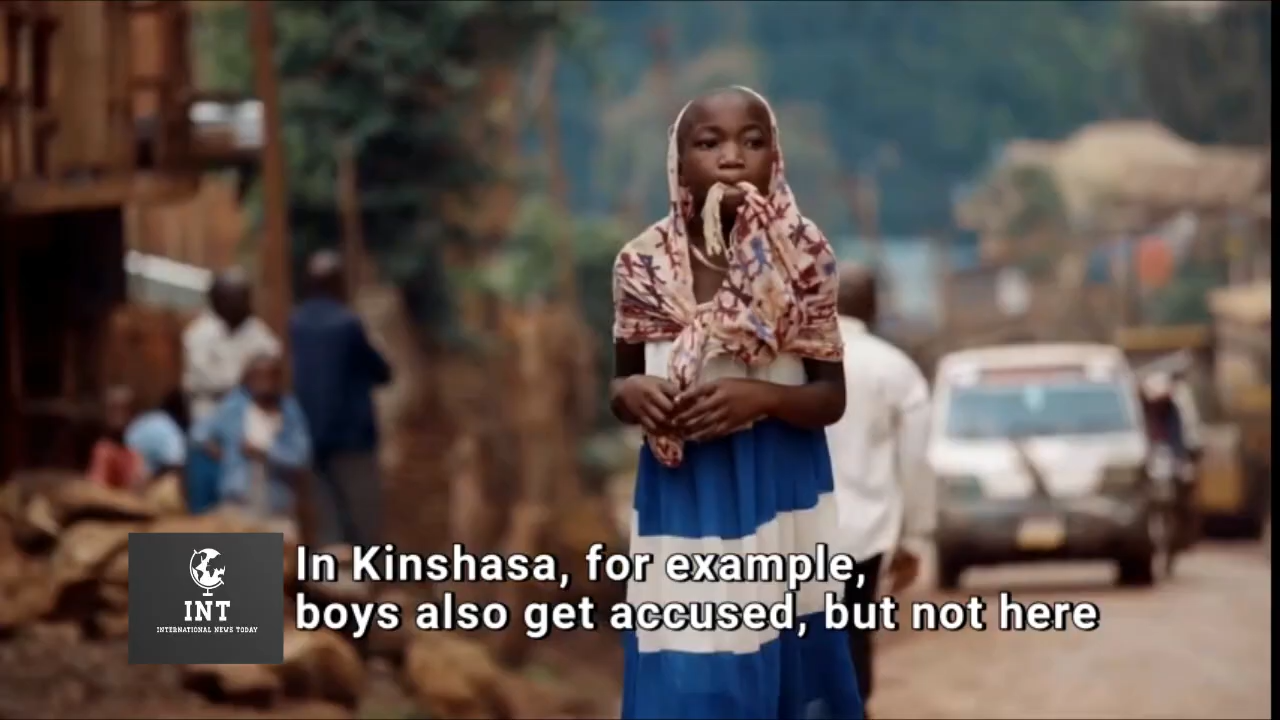 In Kinshasa, for example,
boys also get accused, but not here
INT
INTERNATIONAL NEWS TODAY